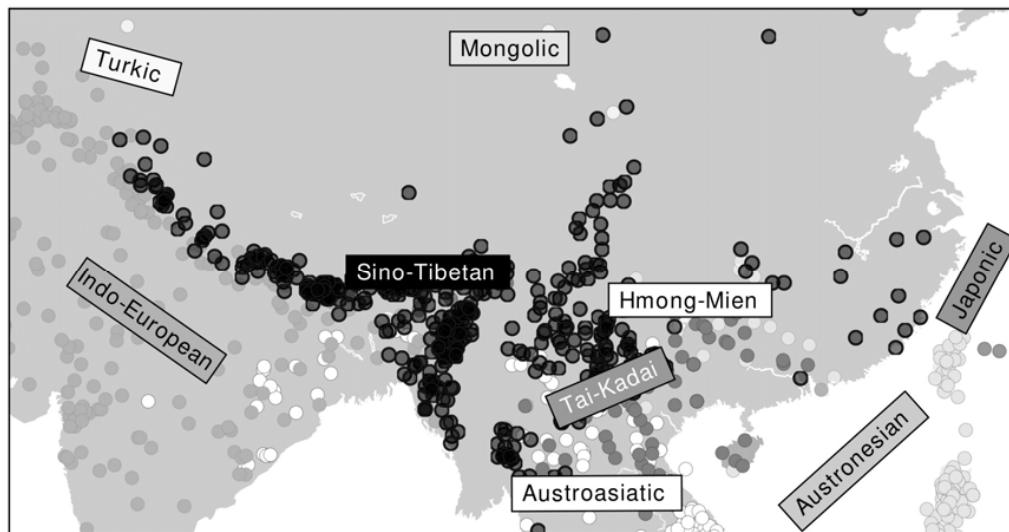 Turkic
Mongolic
Sino-Tibetan
Indo-European
Hmong-Mien
Japonic
Tai-Kadai
Austronesian
Austroasiatic